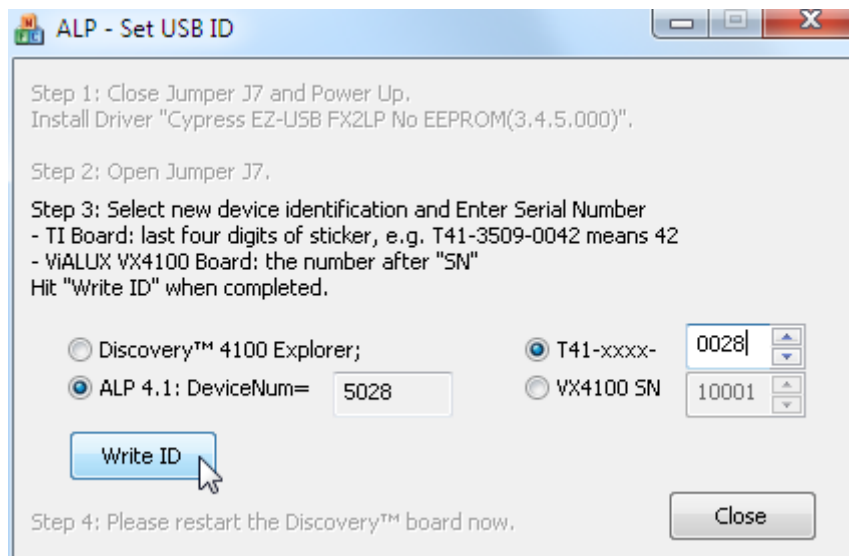 ALP - Set USB ID
Step 1: Close Jumper J7 and Power Up.
Install Driver "Cypress EZ-USB FX2LP No EEPROM(3.4.5.000)".
Step 2: Open Jumper J7.
Step 3: Select new device identification and Enter Serial Number
- TI Board: last four digits of sticker, e.g. T41-3509-0042 means 42
- ViALUX VX4100 Board: the number after "SN"
Hit "Write ID" when completed.
Discovery™ 4100 Explorer; T41-xxxx- 0028
ALP 4.1: DeviceNum= 5028 VX4100 SN 10001
Write ID
Step 4: Please restart the Discovery™ board now. Close